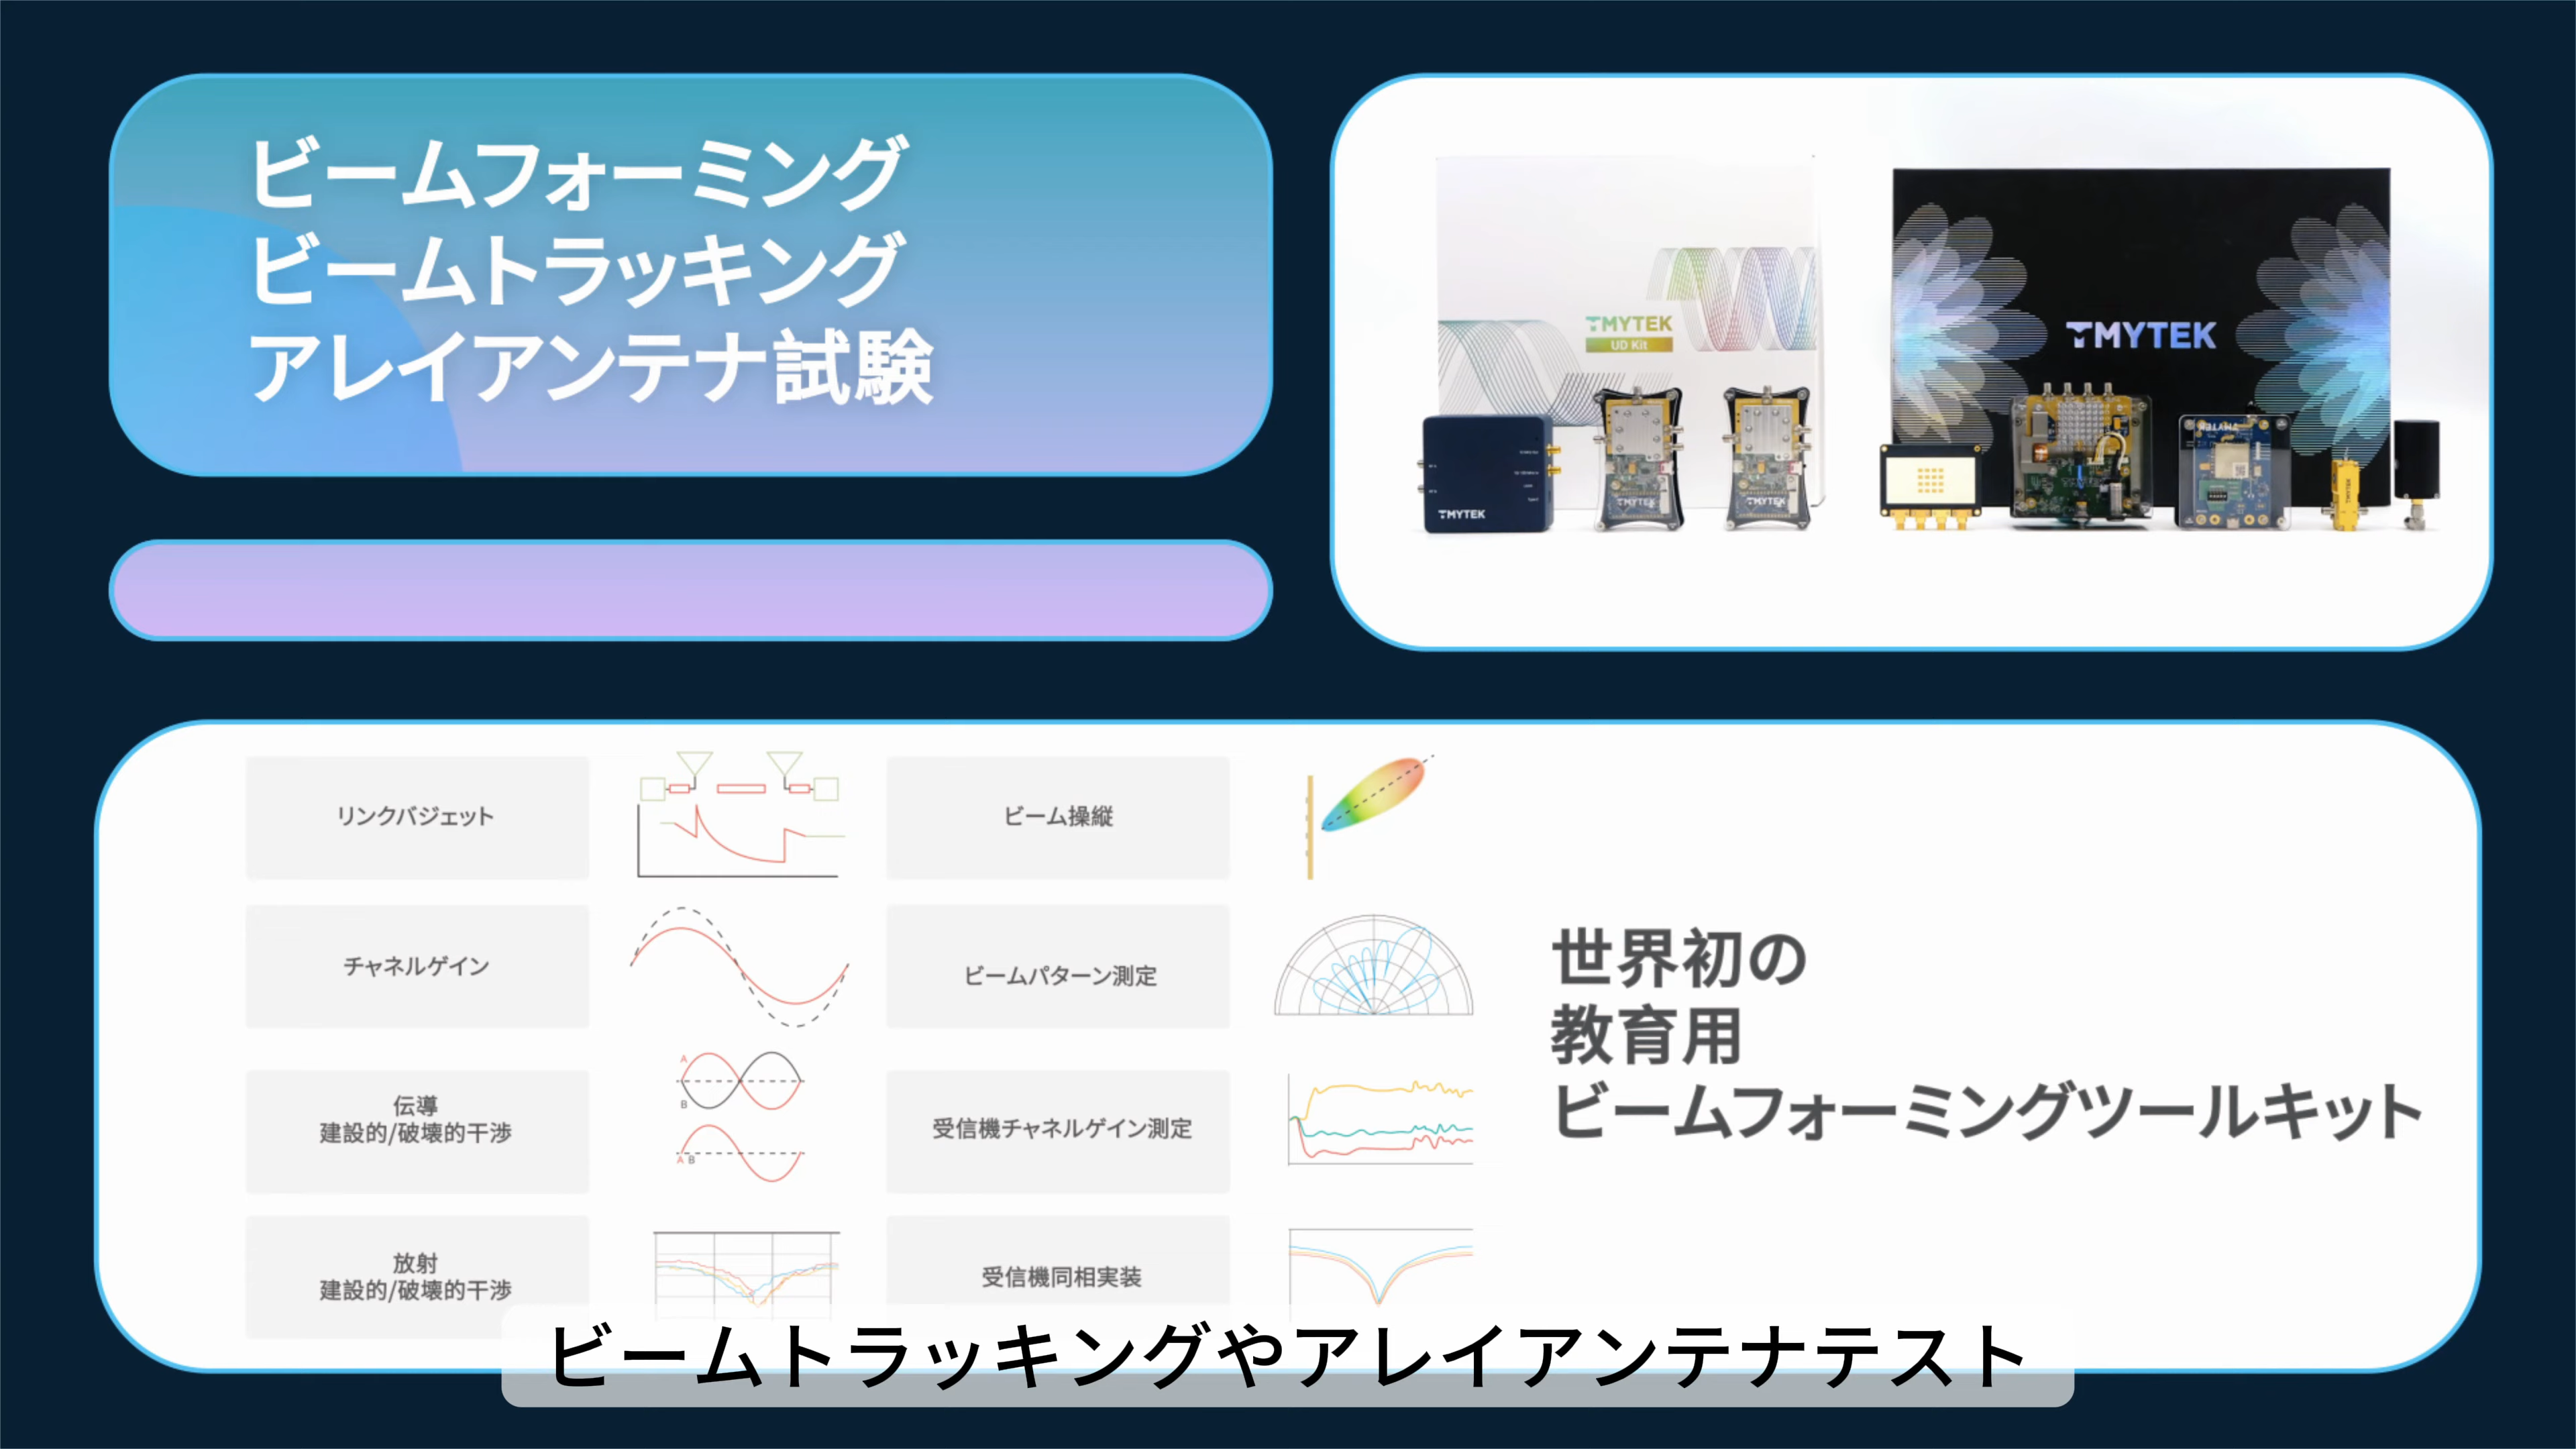 ビームフォーミング
ビームトラッキング
アレイアンテナ試験
TMYTEK
UD Kit
TMYTEK
TMYTEK
TMYTEK
TMYTEK
リンクバジェット
ビーム操縦
チャネルゲイン
ビームパターン測定
伝導
建設的/破壊的干渉
A
B
A B
受信機チャネルゲイン測定
放射
建設的/破壊的干渉
受信機同相実装
世界初の
教育用
ビームフォーミングツールキット
ビームトラッキングやアレイアンテナテスト